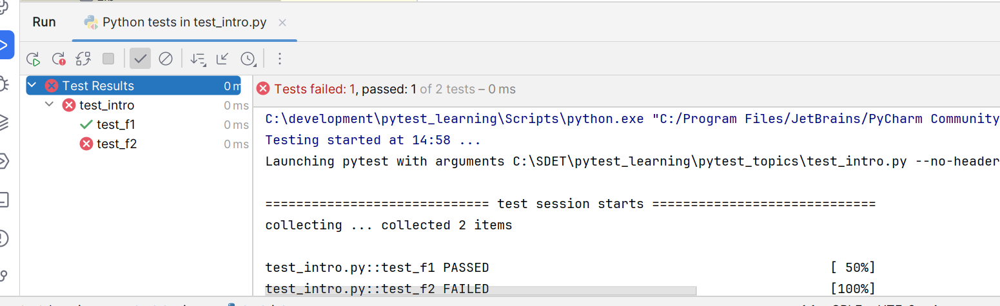 Run Python tests in test_intro.py
Test Results 0 m
Tests failed: 1, passed: 1 of 2 tests – 0 ms
test_intro 0 ms
test_f1 0 ms
test_f2 0 ms
C:\development\pytest_learning\Scripts\python.exe "C:/Program Files/JetBrains/PyCharm Community
Testing started at 14:58 ...
Launching pytest with arguments C:\SDET\pytest_learning\pytest_topics\test_intro.py --no-header
============================= test session starts =============================
collecting ... collected 2 items
test_intro.py::test_f1 PASSED [ 50%]
test_intro.py::test_f2 FAILED [100%]